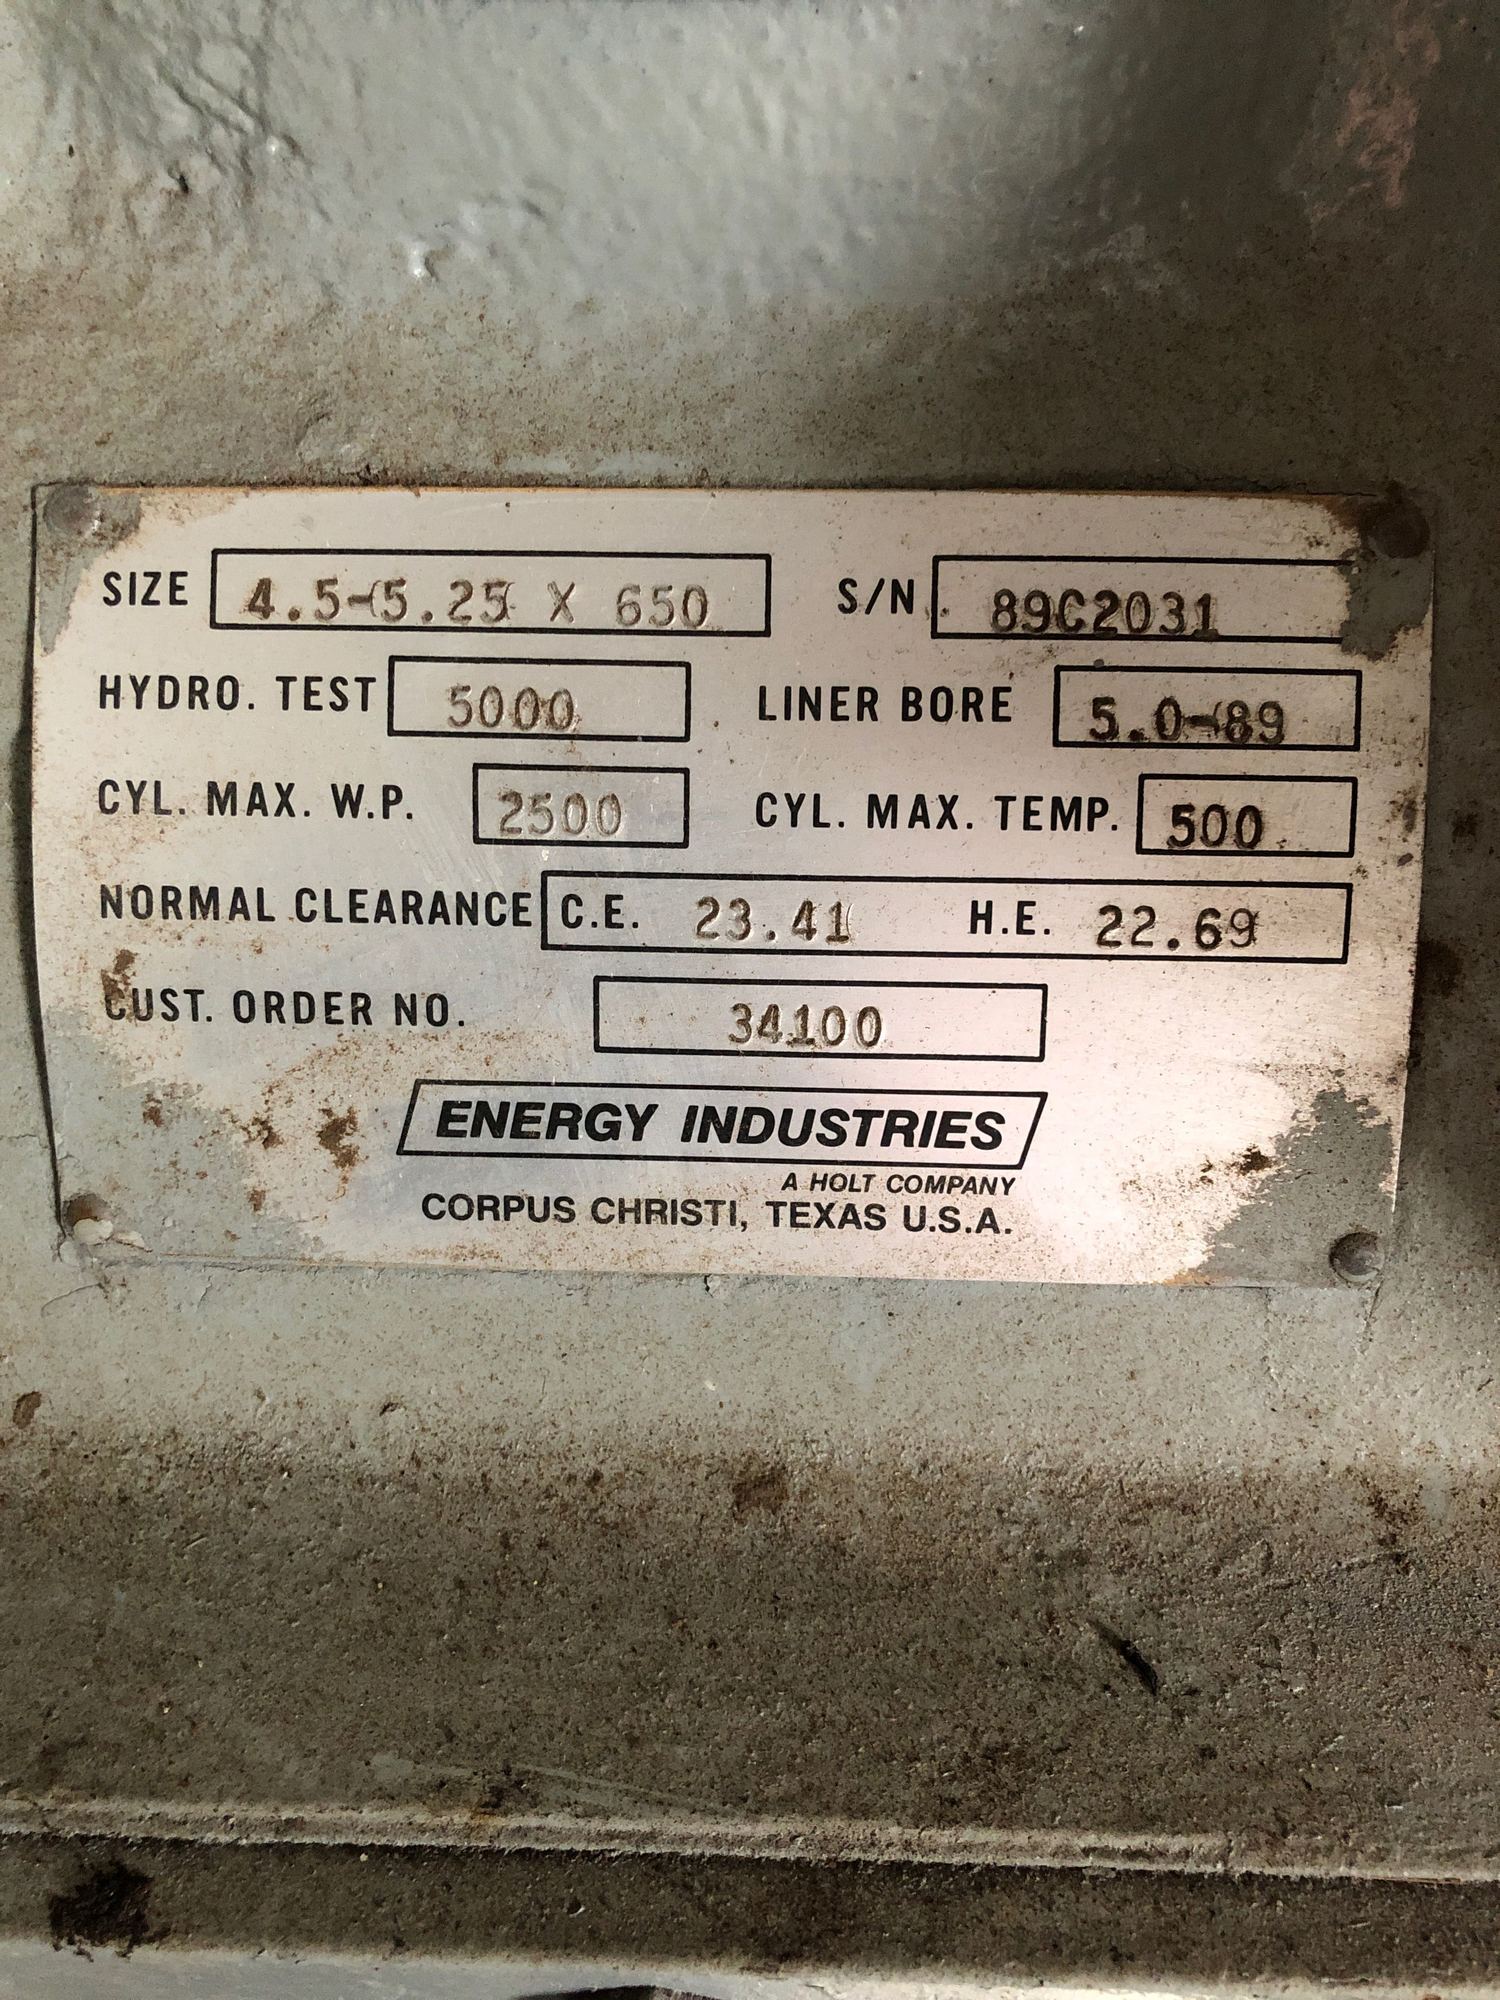 SIZE 4.5-5.25 X 650 S/N 89C2031
HYDRO. TEST 5000 LINER BORE 5.0-89
CYL. MAX. W.P. 2500 CYL. MAX. TEMP. 500
NORMAL CLEARANCE C.E. 23.41 H.E. 22.69
CUST. ORDER NO. 34100
ENERGY INDUSTRIES
A HOLT COMPANY
CORPUS CHRISTI, TEXAS U.S.A.